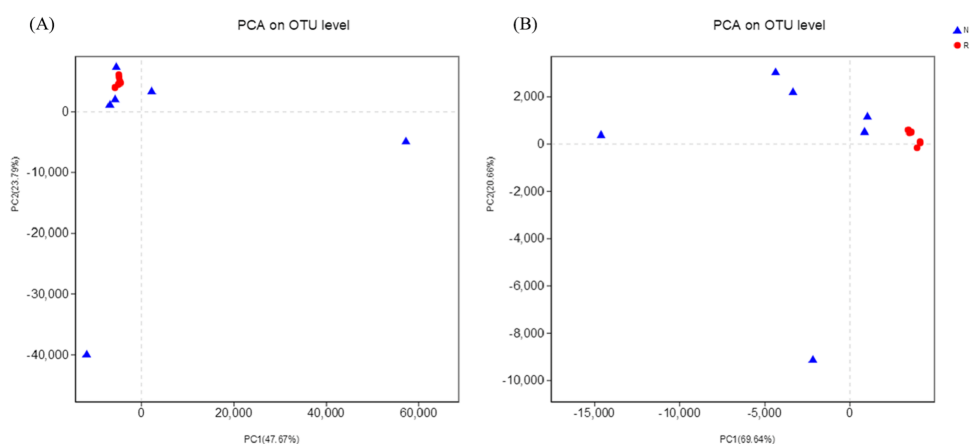 (A)
PCA on OTU level
0
-10,000
-20,000
-30,000
-40,000
PC2(23.79%)
0
20,000
40,000
60,000
PC1(47.67%)
(B)
PCA on OTU level
N
R
2,000
0
-2,000
-4,000
-6,000
-8,000
-10,000
PC2(20.66%)
-15,000
-10,000
-5,000
0
PC1(69.64%)